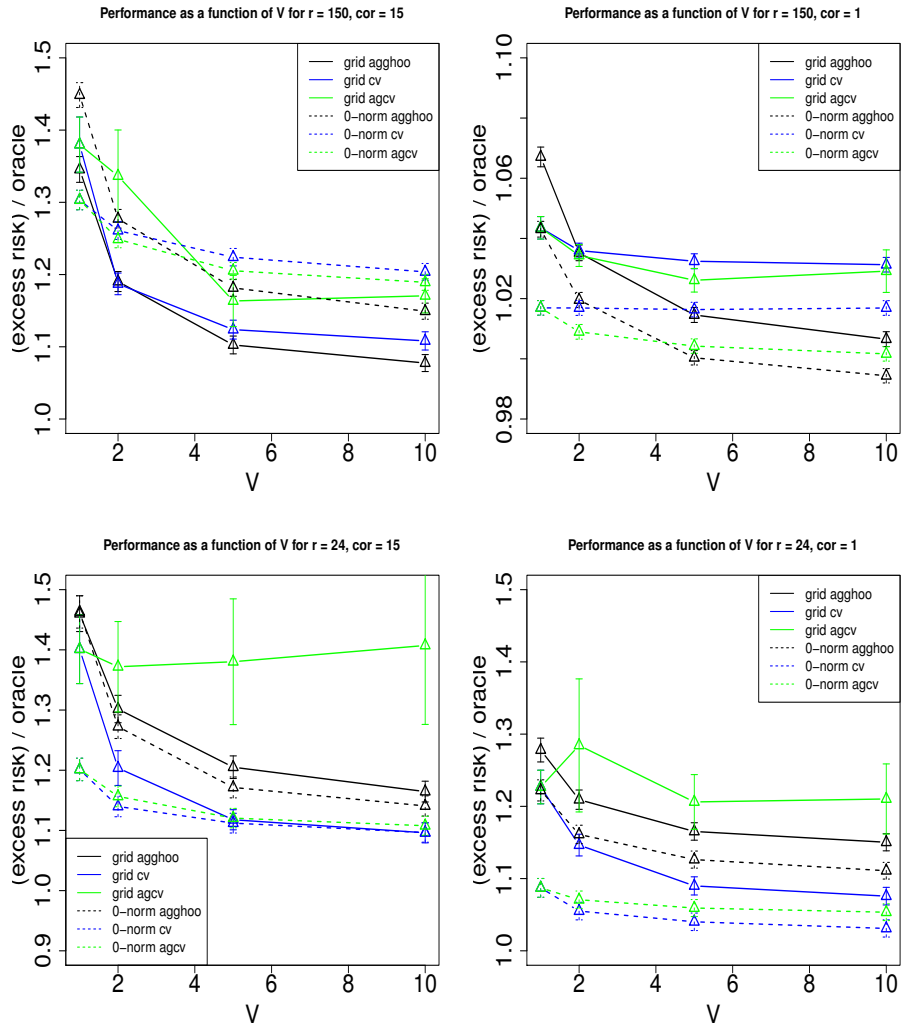 Performance as a function of V for r = 150, cor = 15
(excess risk) / oracle
1.5
1.4
1.3
1.2
1.1
1.0
grid agghoo
grid cv
grid agcv
0−norm agghoo
0−norm cv
0−norm agcv
2
4
6
8
10
V
Performance as a function of V for r = 150, cor = 1
(excess risk) / oracle
1.10
1.06
1.02
0.98
grid agghoo
grid cv
grid agcv
0−norm agghoo
0−norm cv
0−norm agcv
2
4
6
8
10
V
Performance as a function of V for r = 24, cor = 15
(excess risk) / oracle
1.5
1.4
1.3
1.2
1.1
1.0
0.9
grid agghoo
grid cv
grid agcv
0−norm agghoo
0−norm cv
0−norm agcv
2
4
6
8
10
V
Performance as a function of V for r = 24, cor = 1
(excess risk) / oracle
1.5
1.4
1.3
1.2
1.1
1.0
grid agghoo
grid cv
grid agcv
0−norm agghoo
0−norm cv
0−norm agcv
2
4
6
8
10
V